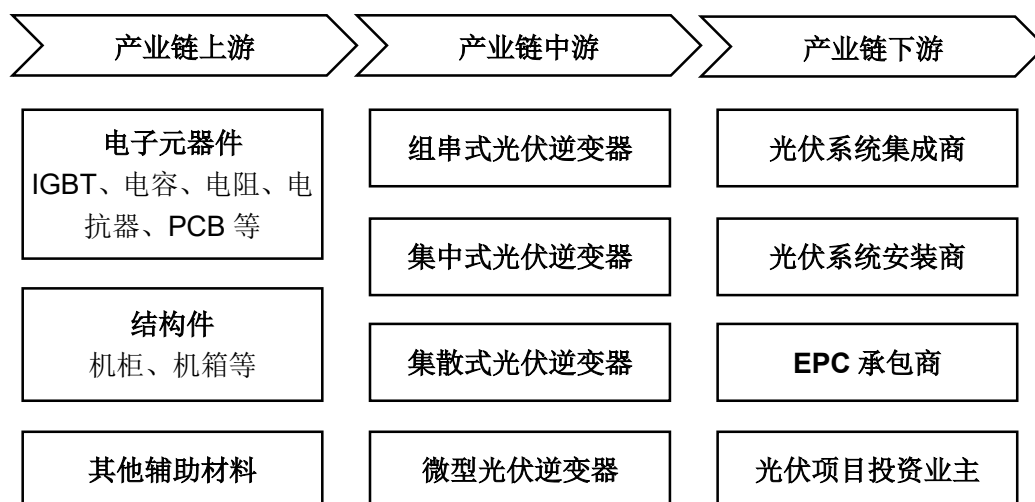 产业链上游
产业链中游
产业链下游
电子元器件
IGBT、电容、电阻、电
抗器、PCB 等
结构件
机柜、机箱等
其他辅助材料
组串式光伏逆变器
集中式光伏逆变器
集散式光伏逆变器
微型光伏逆变器
光伏系统集成商
光伏系统安装商
EPC 承包商
光伏项目投资业主